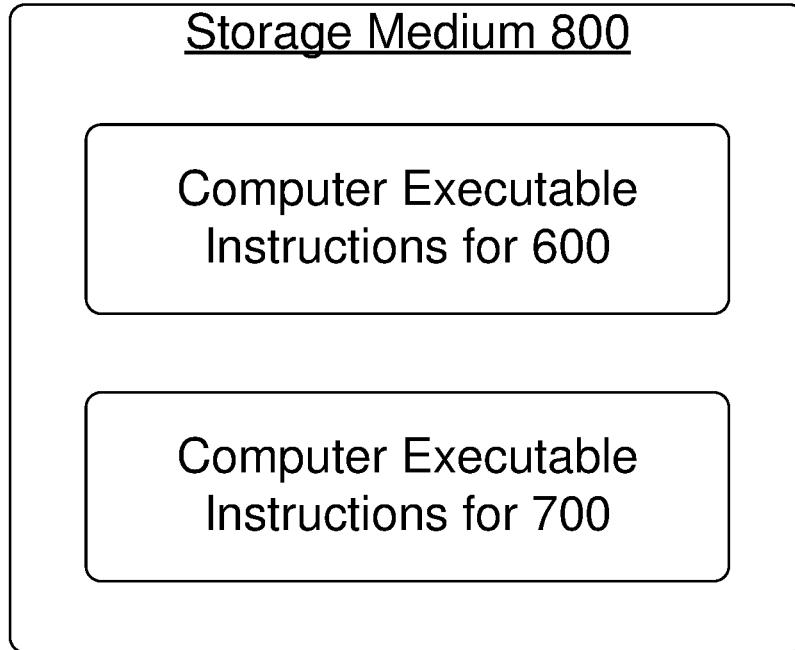 Storage Medium 800
Computer Executable
Instructions for 600
Computer Executable
Instructions for 700